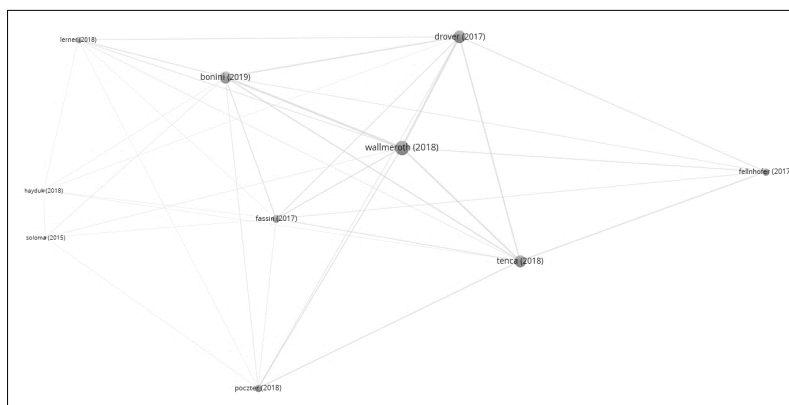 drover (2017)
lerner (2018)
bonini (2019)
wallmeroth (2018)
fellnhofer (2017
hayduk (2018)
fassin (2017)
soloma (2015)
tenca (2018)
poczter (2018)